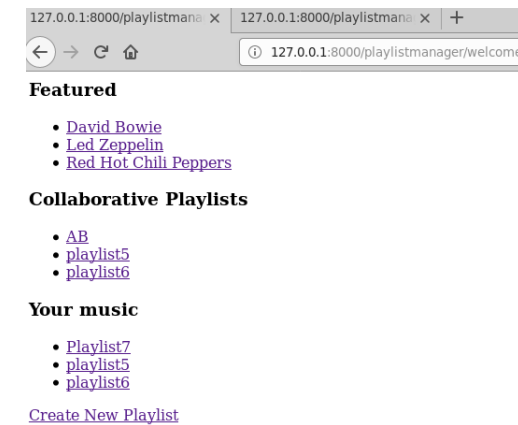 127.0.0.1:8000/playlistmana × 127.0.0.1:8000/playlistmana × +
127.0.0.1:8000/playlistmanager/welcome
Featured
David Bowie
Led Zeppelin
Red Hot Chili Peppers
Collaborative Playlists
AB
playlist5
playlist6
Your music
Playlist7
playlist5
playlist6
Create New Playlist